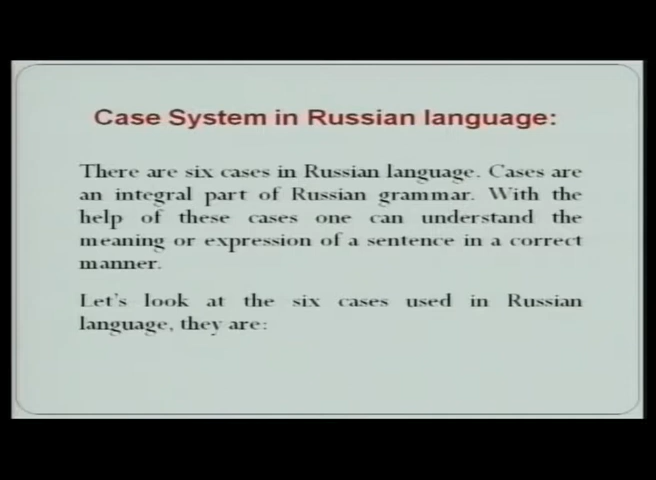 Case System in Russian language:
There are six cases in Russian language. Cases are
an integral part of Russian grammar. With the
help of these cases one can understand the
meaning or expression of a sentence in a correct
manner.
Let's look at the six cases used in Russian
language, they are: